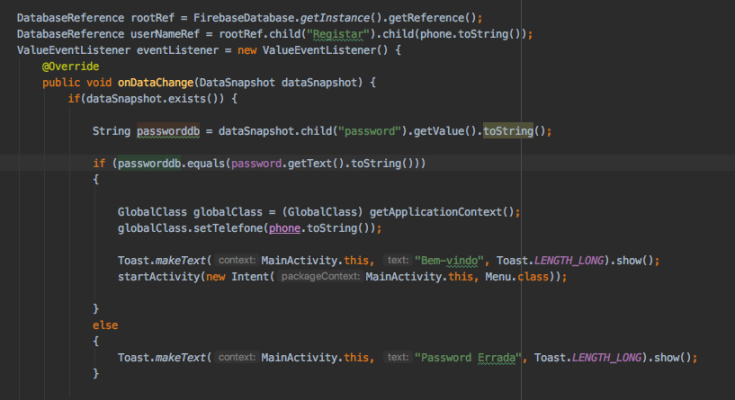 DatabaseReference rootRef = FirebaseDatabase.getInstance().getReference();
DatabaseReference userNameRef = rootRef.child("Registar").child(phone.toString());
ValueEventListener eventListener = new ValueEventListener() {
@Override
public void onDataChange(DataSnapshot dataSnapshot) {
if(dataSnapshot.exists()) {
String passworddb = dataSnapshot.child("password").getValue().toString();
if (passworddb.equals(password.getText().toString()))
{
GlobalClass globalClass = (GlobalClass) getApplicationContext();
globalClass.setTelefone(phone.toString());
Toast.makeText( context: MainActivity.this, text: "Bem-vindo", Toast.LENGTH_LONG).show();
startActivity(new Intent( packageContext: MainActivity.this, Menu.class));
}
else
{
Toast.makeText( context: MainActivity.this, text: "Password Errada", Toast.LENGTH_LONG).show();
}